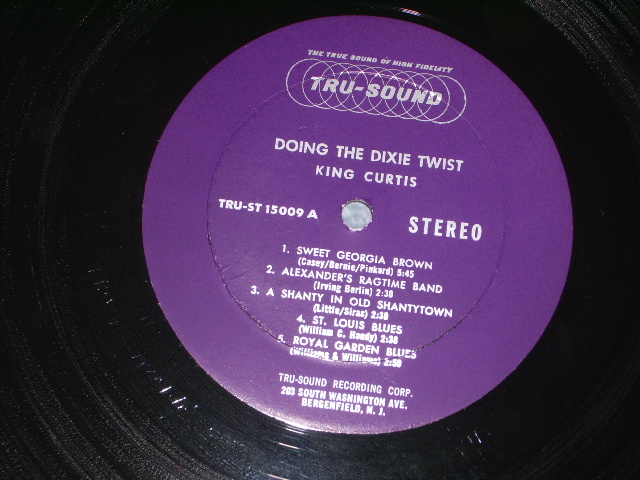 THE TRUE SOUND OF HIGH FIDELITY
TRU-SOUND
DOING THE DIXIE TWIST
KING CURTIS
TRU-ST 15009 A
STEREO
1. SWEET GEORGIA BROWN
(Casey/Bernie/Pinkard) 5:45
2. ALEXANDER'S RAGTIME BAND
(Irving Berlin) 2:30
3. A SHANTY IN OLD SHANTYTOWN
(Little/Siras) 2:30
4. ST. LOUIS BLUES
(William C. Handy) 2:38
5. ROYAL GARDEN BLUES
(Williams & Williams) 2:50
TRU-SOUND RECORDING CORP.
203 SOUTH WASHINGTON AVE.
BERGENFIELD, N. J.